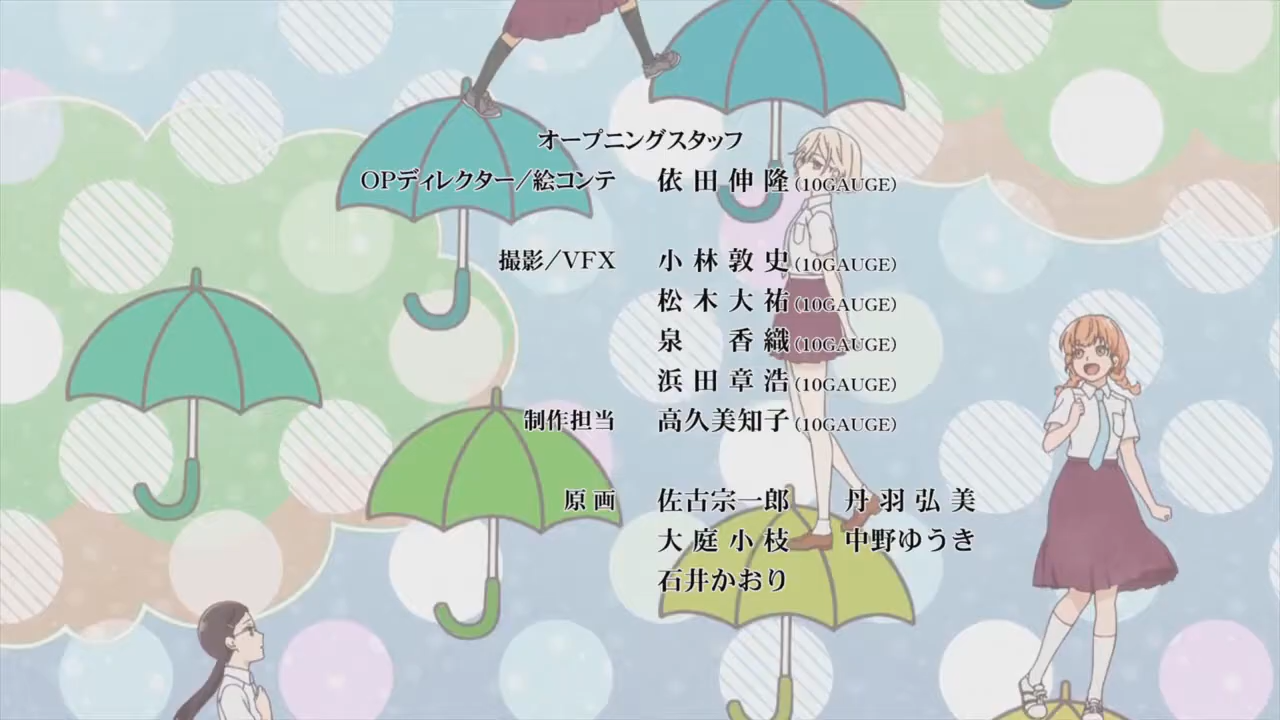 オープニングスタッフ
OPディレクター/絵コンテ 依田伸隆(10GAUGE)
撮影/VFX 小林敦史(10GAUGE)
松木大祐(10GAUGE)
泉 香織(10GAUGE)
浜田章浩(10GAUGE)
制作担当 高久美知子(10GAUGE)
原画 佐古宗一郎 丹羽弘美
大庭小枝 中野ゆうき
石井かおり